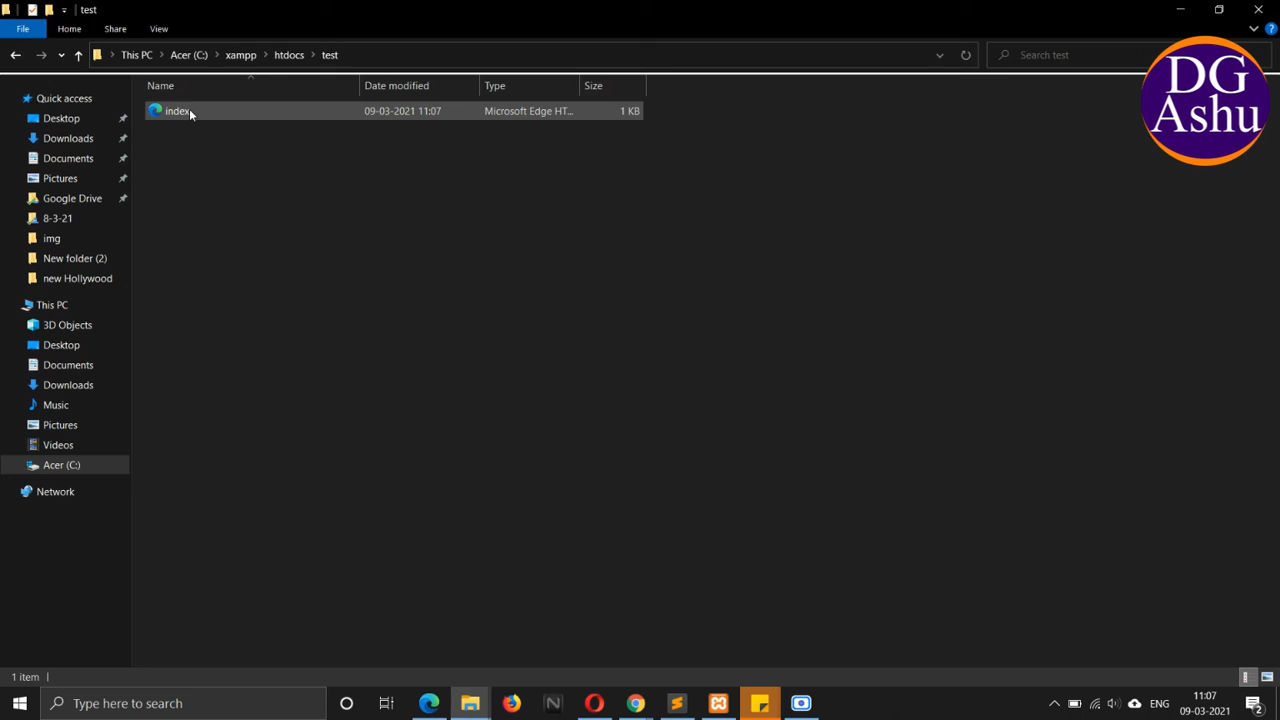 test
File Home Share View
This PC Acer (C:) xampp htdocs test
Search test
DG
Ashu
Name Date modified Type Size
index 09-03-2021 11:07 Microsoft Edge HT... 1 KB
Quick access
Desktop
Downloads
Documents
Pictures
Google Drive
8-3-21
img
New folder (2)
new Hollywood
This PC
3D Objects
Desktop
Documents
Downloads
Music
Pictures
Videos
Acer (C:)
Network
1 item
Type here to search
ENG
11:07
09-03-2021
2